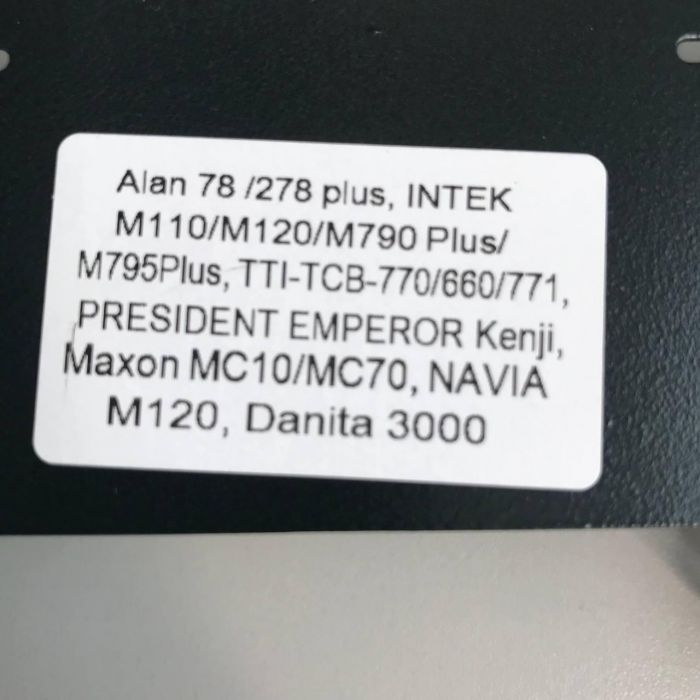 Alan 78 /278 plus, INTEK
M110/M120/M790 Plus/
M795Plus, TTI-TCB-770/660/771,
PRESIDENT EMPEROR Kenji,
Maxon MC10/MC70, NAVIA
M120, Danita 3000